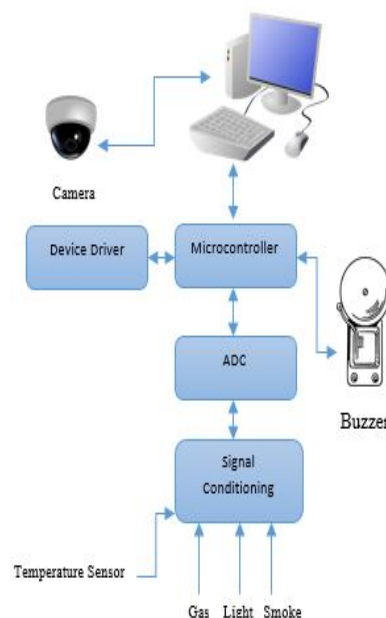 Camera
Device Driver
Microcontroller
ADC
Buzzer
Signal
Conditioning
Temperature Sensor
Gas Light Smoke